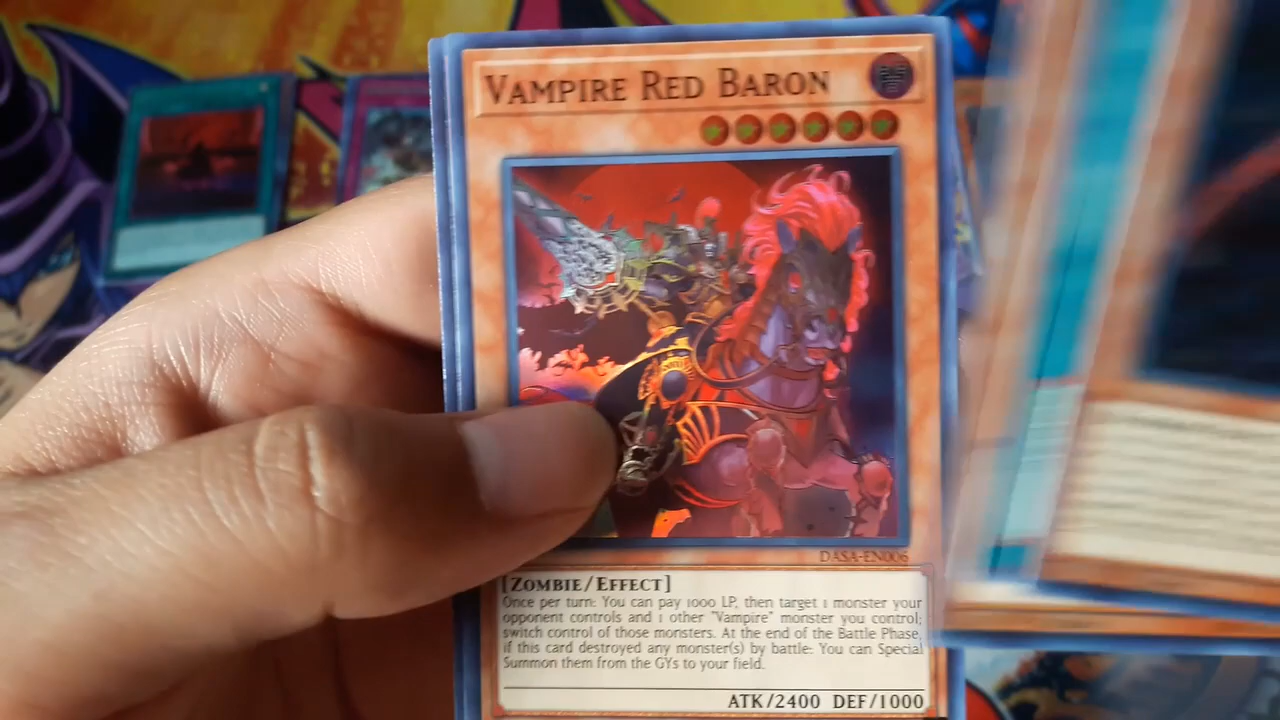 VAMPIRE RED BARON
DASA-EN006
[ZOMBIE/EFFECT]
Once per turn: You can pay 1000 LP, then target 1 monster your
opponent controls and 1 other "Vampire" monster you control;
switch control of those monsters. At the end of the Battle Phase,
if this card destroyed any monster(s) by battle: You can Special
Summon them from the GYs to your field.
ATK/2400 DEF/1000